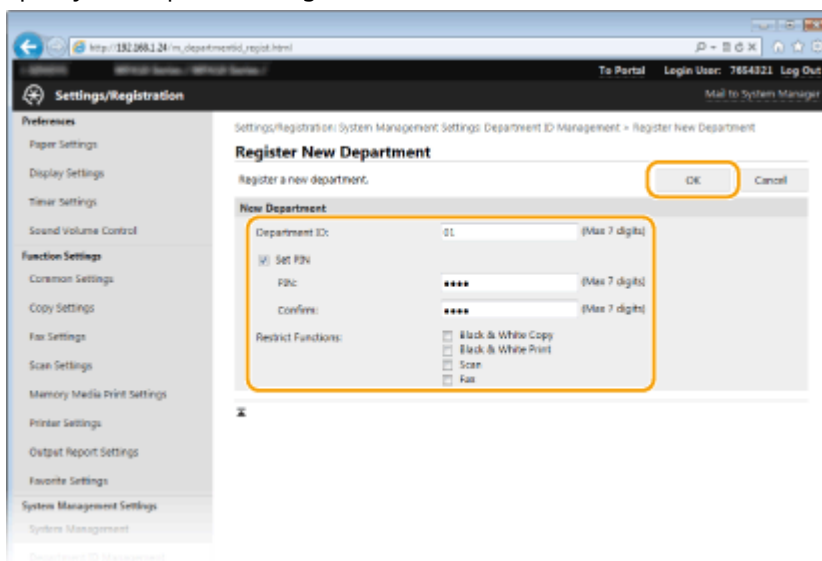 http://192.168.1.24/m_departmentid_regist.html
To Portal Login User: 7654321 Log Out
Settings/Registration
Mail to System Manager
Preferences
Paper Settings
Display Settings
Timer Settings
Sound Volume Control
Function Settings
Common Settings
Copy Settings
Fax Settings
Scan Settings
Memory Media Print Settings
Printer Settings
Output Report Settings
Favorite Settings
System Management Settings
System Management
Department ID Management
Settings/Registration: System Management Settings: Department ID Management > Register New Department
Register New Department
Register a new department.
OK Cancel
New Department
Department ID: 01 (Max 7 digits)
Set PIN
PIN: •••• (Max 7 digits)
Confirm: •••• (Max 7 digits)
Restrict Functions: Black & White Copy
Black & White Print
Scan
Fax